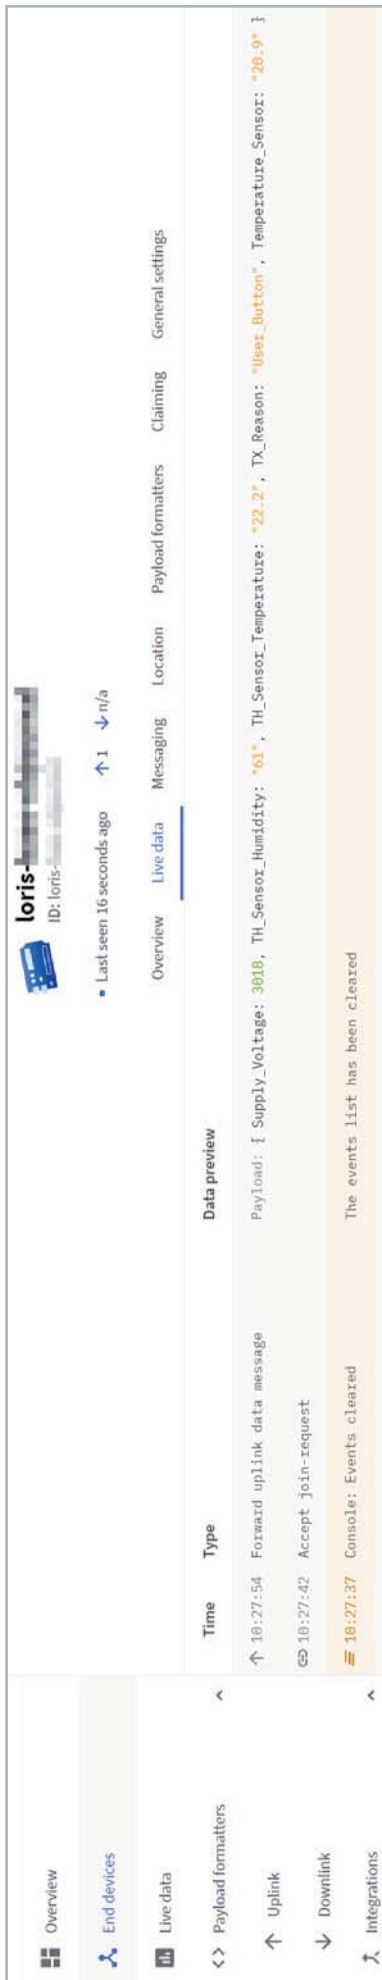 Overview
End devices
Live data
Payload formatters
Uplink
Downlink
Integrations
loris-
ID: loris-
Last seen 16 seconds ago ↑ 1 ↓ n/a
Overview Live data Messaging Location Payload formatters Claiming General settings
Time Type Data preview
↑ 10:27:54 Forward uplink data message Payload: { Supply_Voltage: 3018, TH_Sensor_Humidity: "61", TH_Sensor_Temperature: "22.2", TX_Reason: "User_Button", Temperature_Sensor: "20.9" }
10:27:42 Accept join-request
10:27:37 Console: Events cleared The events list has been cleared